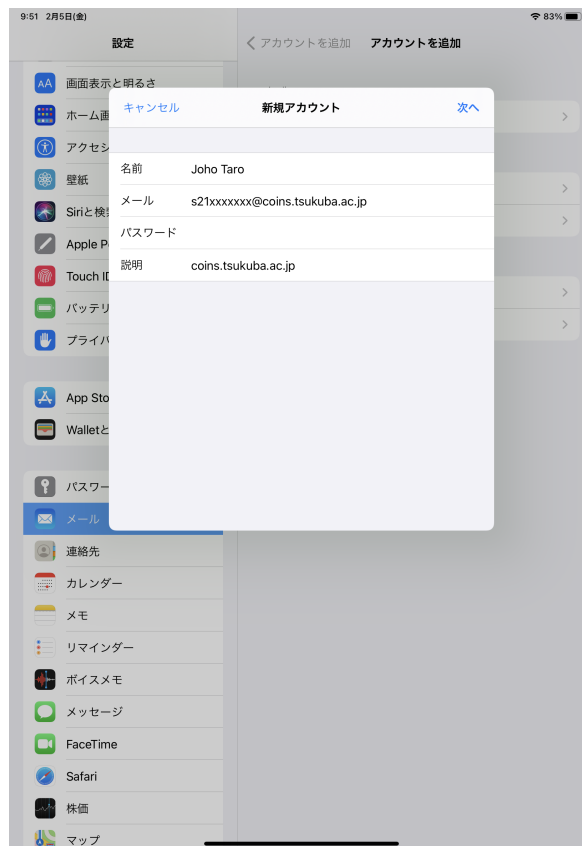 9:51 2月5日(金)
83%
設定
アカウントを追加
アカウントを追加
画面表示と明るさ
ホーム画
アクセシ
壁紙
Siriと検
Apple P
Touch ID
バッテリ
プライバ
App Sto
Walletと
パスワー
メール
連絡先
カレンダー
メモ
リマインダー
ボイスメモ
メッセージ
FaceTime
Safari
株価
マップ
キャンセル
新規アカウント
次へ
名前 Joho Taro
メール s21xxxxxxx@coins.tsukuba.ac.jp
パスワード
説明 coins.tsukuba.ac.jp